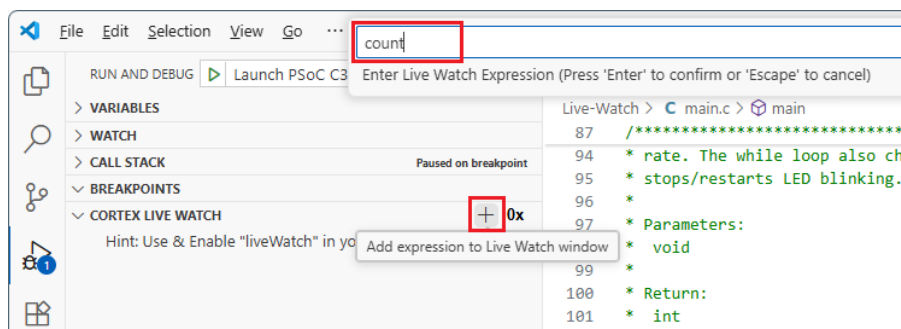 File Edit Selection View Go ···
count
Enter Live Watch Expression (Press 'Enter' to confirm or 'Escape' to cancel)
RUN AND DEBUG Launch PSoC C3
VARIABLES
WATCH
CALL STACK Paused on breakpoint
BREAKPOINTS
CORTEX LIVE WATCH + 0x
Hint: Use & Enable "liveWatch" in yo
Add expression to Live Watch window
1
Live-Watch > C main.c > main
87 /*****************************
94 * rate. The while loop also ch
95 * stops/restarts LED blinking.
96 *
97 * Parameters:
* void
99 *
100 * Return:
101 * int